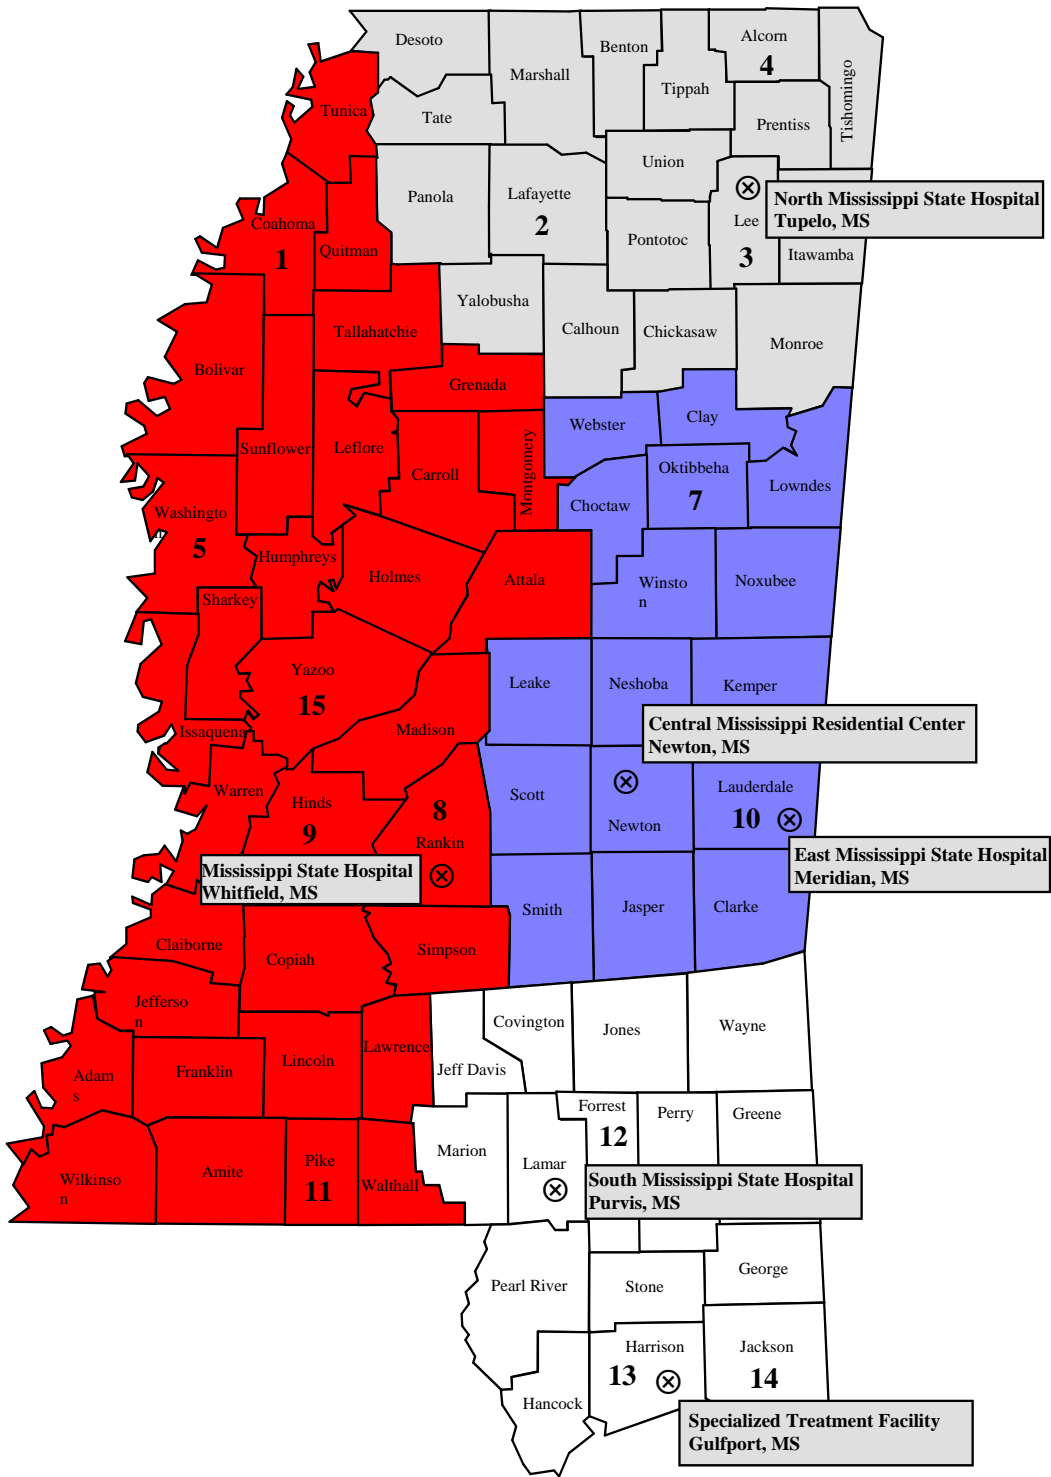 Desoto
Marshall
Benton
Tippah
Alcorn
4
Tishomingo
Tunica
Tate
Prentiss
Union
Panola
Lafayette
2
North Mississippi State Hospital
Tupelo, MS
Coahoma
1
Quitman
Pontotoc
Lee
3
Itawamba
Yalobusha
Tallahatchie
Calhoun
Chickasaw
Monroe
Bolivar
Grenada
Webster
Clay
Sunflower
Leflore
Carroll
Montgomery
Oktibbeha
7
Lowndes
Choctaw
Washingto
n
5
Humphreys
Holmes
Attala
Winsto
n
Noxubee
Sharkey
Yazoo
15
Leake
Neshoba
Kemper
Issaquena
Madison
Central Mississippi Residential Center
Newton, MS
Warren
Hinds
9
8
Rankin
Scott
Newton
Lauderdale
10
Mississippi State Hospital
Whitfield, MS
East Mississippi State Hospital
Meridian, MS
Smith
Jasper
Clarke
Claiborne
Copiah
Simpson
Jefferso
n
Covington
Jones
Wayne
Adam
s
Franklin
Lincoln
Lawrence
Jeff Davis
Forrest
12
Perry
Greene
Wilkinso
n
Amite
Pike
11
Walthall
Marion
Lamar
South Mississippi State Hospital
Purvis, MS
Pearl River
Stone
George
Harrison
13
Jackson
14
Hancock
Specialized Treatment Facility
Gulfport, MS